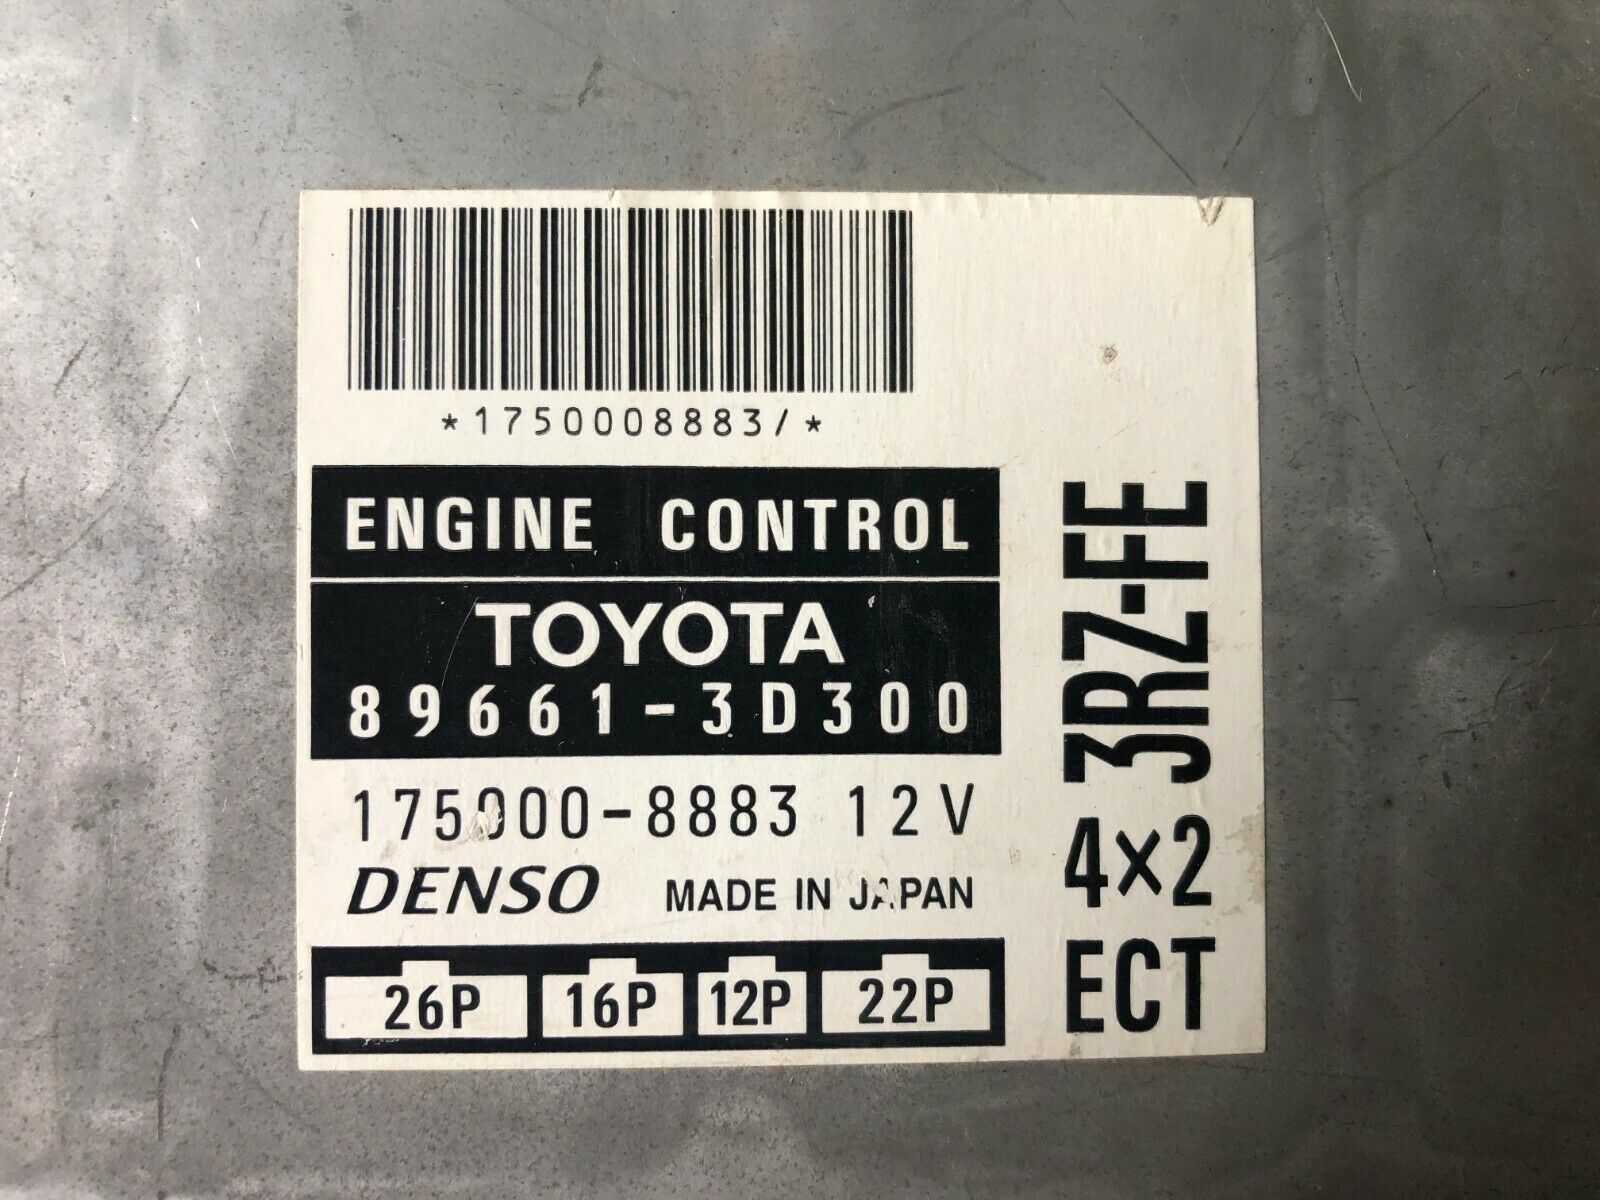 *1750008883/*
ENGINE CONTROL
TOYOTA
89661-3D300
175000-8883 12V
DENSO MADE IN JAPAN
26P 16P 12P 22P
3RZ-FE
4×2
ECT